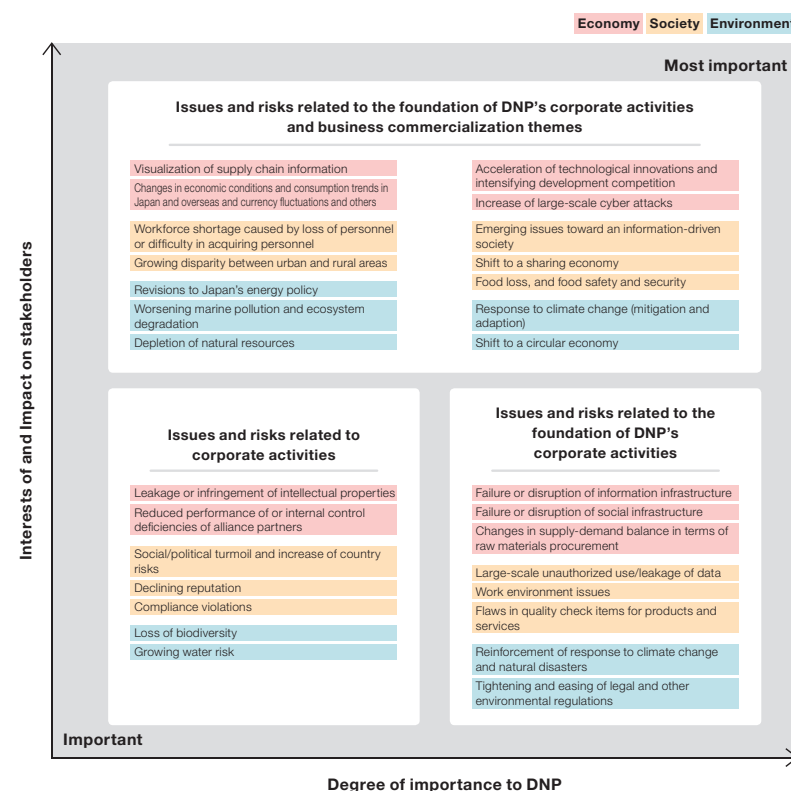 Economy Society Environment
Most important
Issues and risks related to the foundation of DNP's corporate activities
and business commercialization themes
Visualization of supply chain information
Changes in economic conditions and consumption trends in
Japan and overseas and currency fluctuations and others
Workforce shortage caused by loss of personnel
or difficulty in acquiring personnel
Growing disparity between urban and rural areas
Revisions to Japan's energy policy
Worsening marine pollution and ecosystem
degradation
Depletion of natural resources
Acceleration of technological innovations and
intensifying development competition
Increase of large-scale cyber attacks
Emerging issues toward an information-driven
society
Shift to a sharing economy
Food loss, and food safety and security
Response to climate change (mitigation and
adaption)
Shift to a circular economy
Interests of and Impact on stakeholders
Issues and risks related to
corporate activities
Leakage or infringement of intellectual properties
Reduced performance of or internal control
deficiencies of alliance partners
Social/political turmoil and increase of country
risks
Declining reputation
Compliance violations
Loss of biodiversity
Growing water risk
Issues and risks related to the
foundation of DNP's
corporate activities
Failure or disruption of information infrastructure
Failure or disruption of social infrastructure
Changes in supply-demand balance in terms of
raw materials procurement
Large-scale unauthorized use/leakage of data
Work environment issues
Flaws in quality check items for products and
services
Reinforcement of response to climate change
and natural disasters
Tightening and easing of legal and other
environmental regulations
Important
Degree of importance to DNP